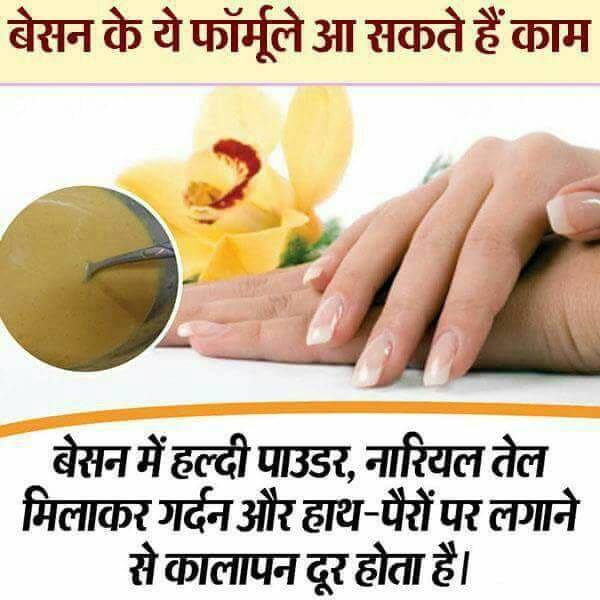 बेसन के ये फॉर्मूले आ सकते हैं काम
बेसन में हल्दी पाउडर, नारियल तेल
मिलाकर गर्दन और हाथ-पैरों पर लगाने
से कालापन दूर होता है।